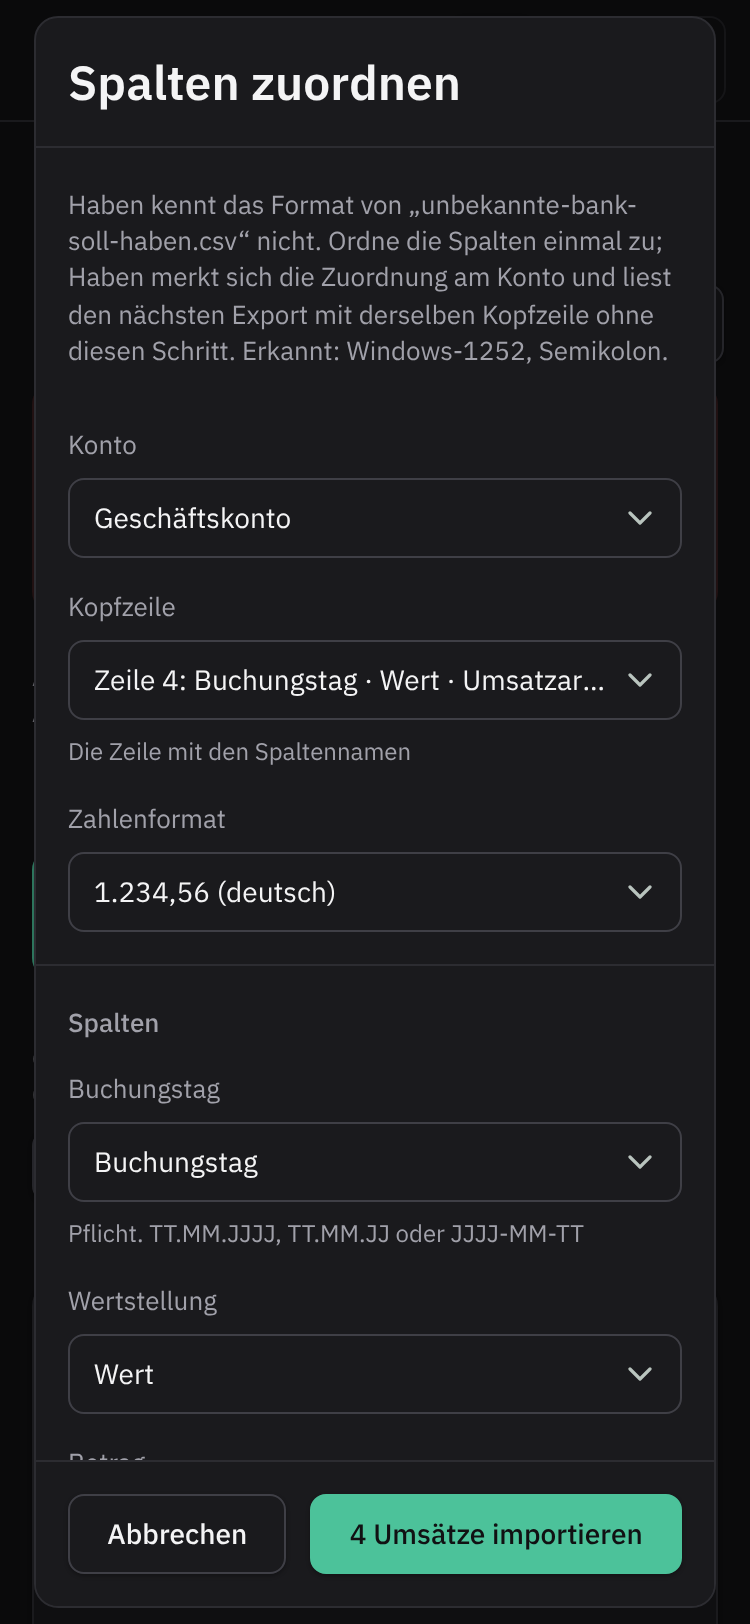 Spalten zuordnen
Haben kennt das Format von „unbekannte-bank-
soll-haben.csv“ nicht. Ordne die Spalten einmal zu;
Haben merkt sich die Zuordnung am Konto und liest
den nächsten Export mit derselben Kopfzeile ohne
diesen Schritt. Erkannt: Windows-1252, Semikolon.
Konto
Geschäftskonto
Kopfzeile
Zeile 4: Buchungstag · Wert · Umsatzar...
Die Zeile mit den Spaltennamen
Zahlenformat
1.234,56 (deutsch)
Spalten
Buchungstag
Buchungstag
Pflicht. TT.MM.JJJJ, TT.MM.JJ oder JJJJ-MM-TT
Wertstellung
Wert
Betrag
Abbrechen
4 Umsätze importieren